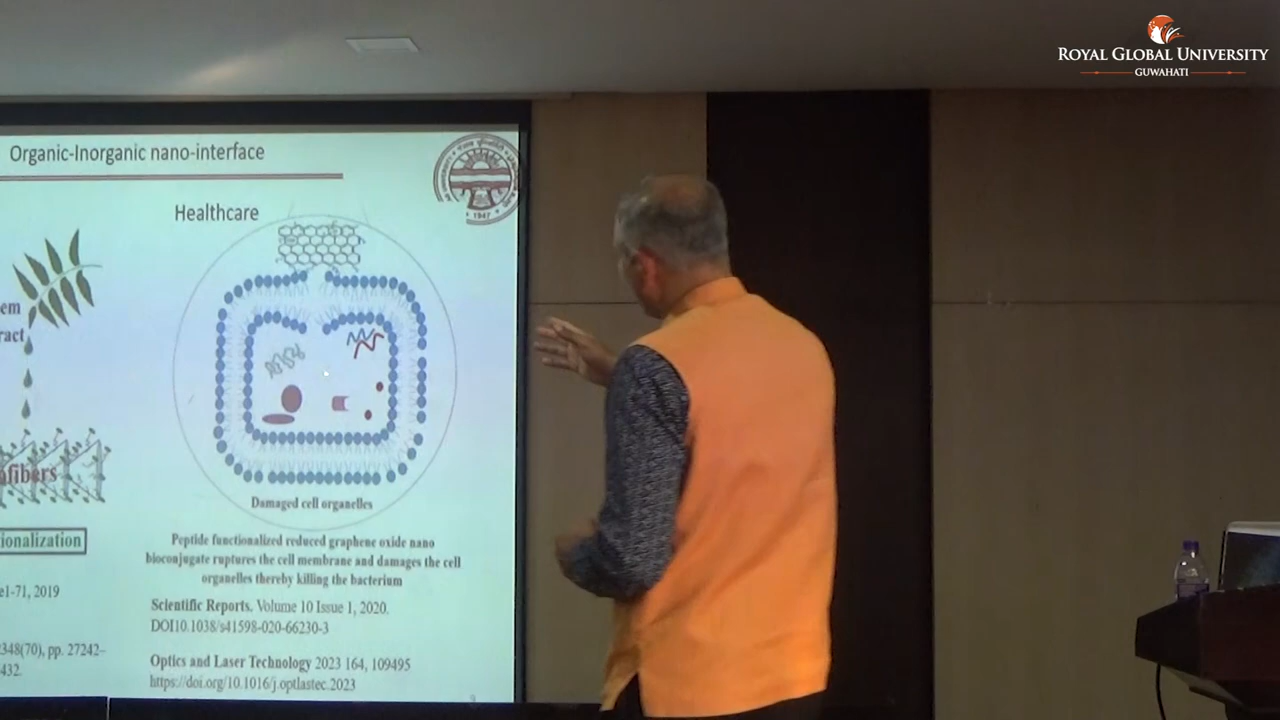 ROYAL GLOBAL UNIVERSITY
GUWAHATI
Organic-Inorganic nano-interface
Healthcare
1947
em
ract
fibers
Damaged cell organelles
ionalization
Peptide functionalized reduced graphene oxide nano
bioconjugate ruptures the cell membrane and damages the cell
organelles thereby killing the bacterium
e1-71, 2019
Scientific Reports. Volume 10 Issue 1, 2020.
DOI10.1038/s41598-020-66230-3
348(70), pp. 27242–
432.
Optics and Laser Technology 2023 164, 109495
https://doi.org/10.1016/j.optlastec.2023
9